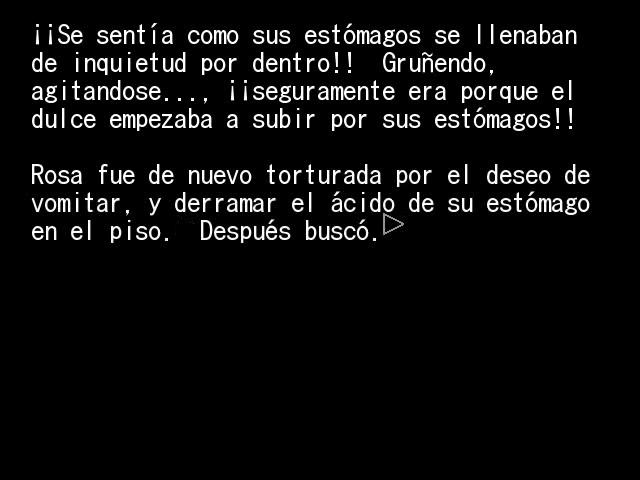 ¡¡Se sentía como sus estómagos se llenaban
de inquietud por dentro!!  Gruñendo,
agitandose..., ¡¡seguramente era porque el
dulce empezaba a subir por sus estómagos!!
Rosa fue de nuevo torturada por el deseo de
vomitar, y derramar el ácido de su estómago
en el piso.  Después buscó.